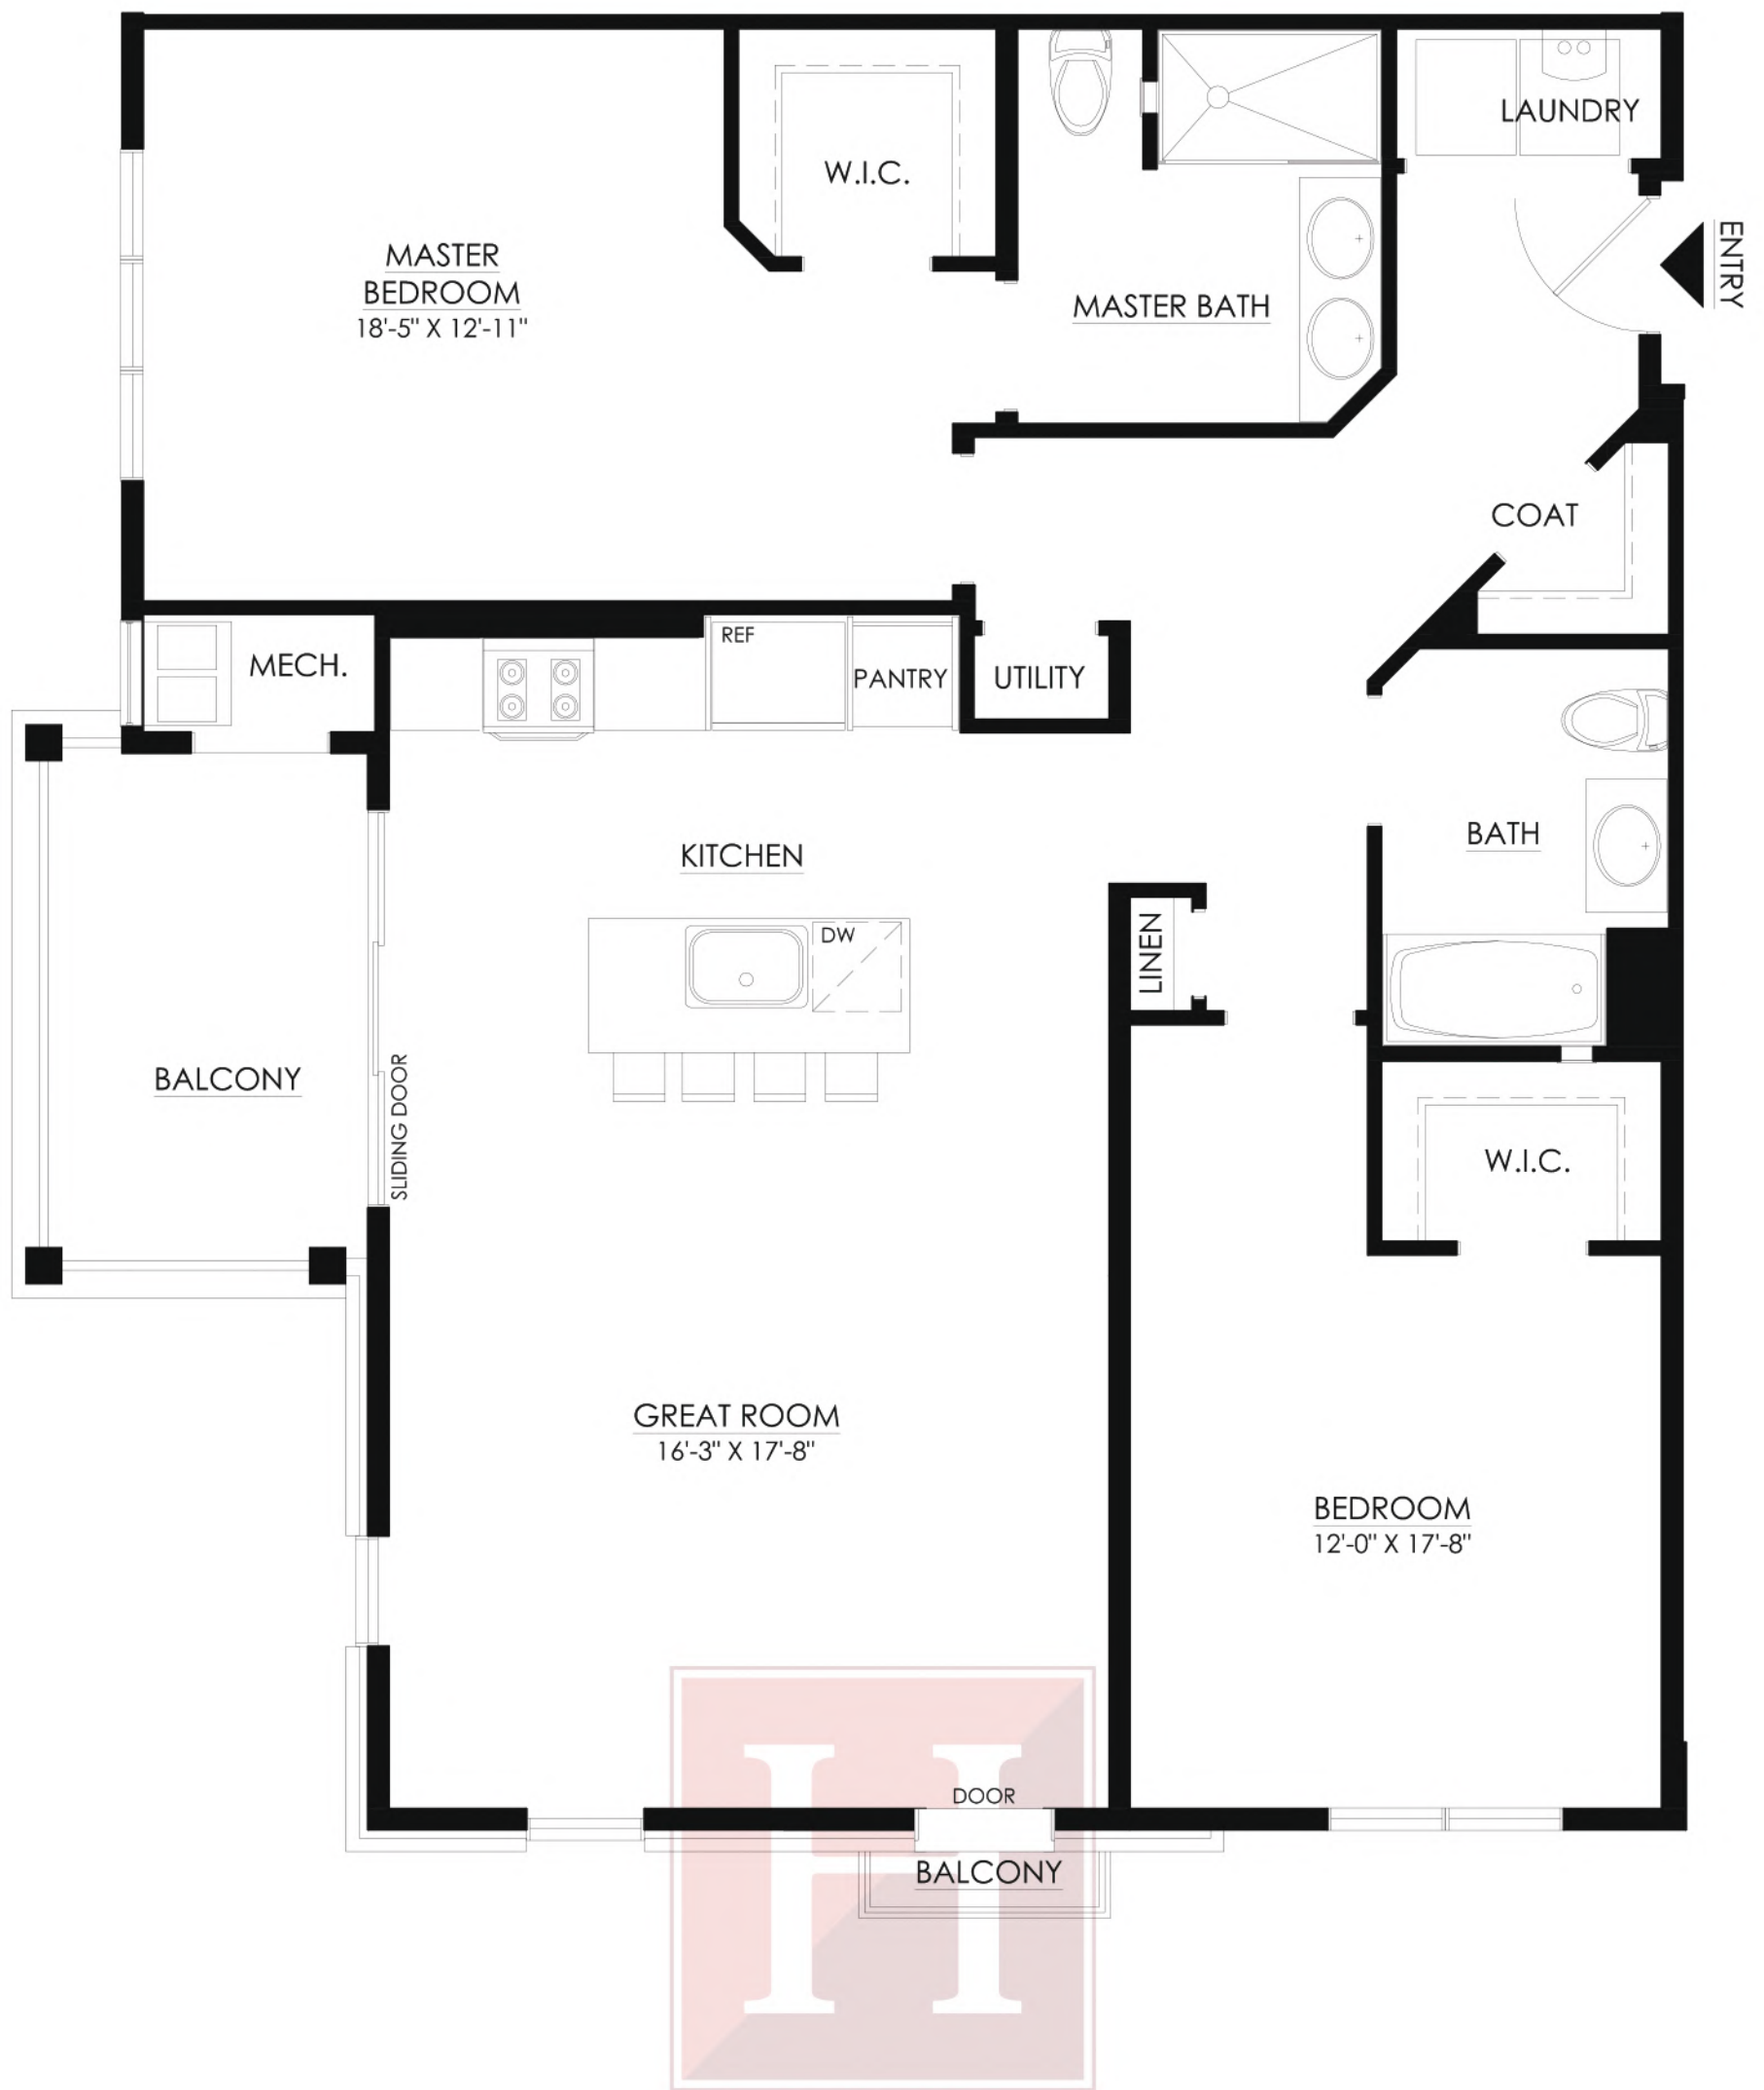 LAUNDRY
W.I.C.
ENTRY
MASTER
BEDROOM
18'-5" X 12'-11"
MASTER BATH
COAT
REF
MECH.
PANTRY
UTILITY
BATH
KITCHEN
DW
LINEN
BALCONY
SLIDING DOOR
W.I.C.
GREAT ROOM
16'-3" X 17'-8"
BEDROOM
12'-0" X 17'-8"
DOOR
BALCONY
H